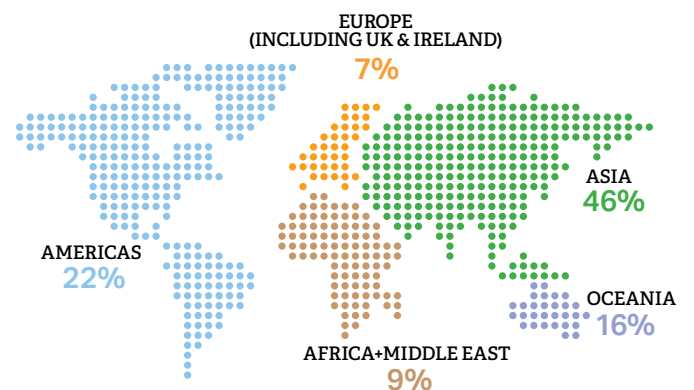 EUROPE
(INCLUDING UK & IRELAND)
7%
ASIA
46%
AMERICAS
22%
OCEANIA
16%
AFRICA+MIDDLE EAST
9%